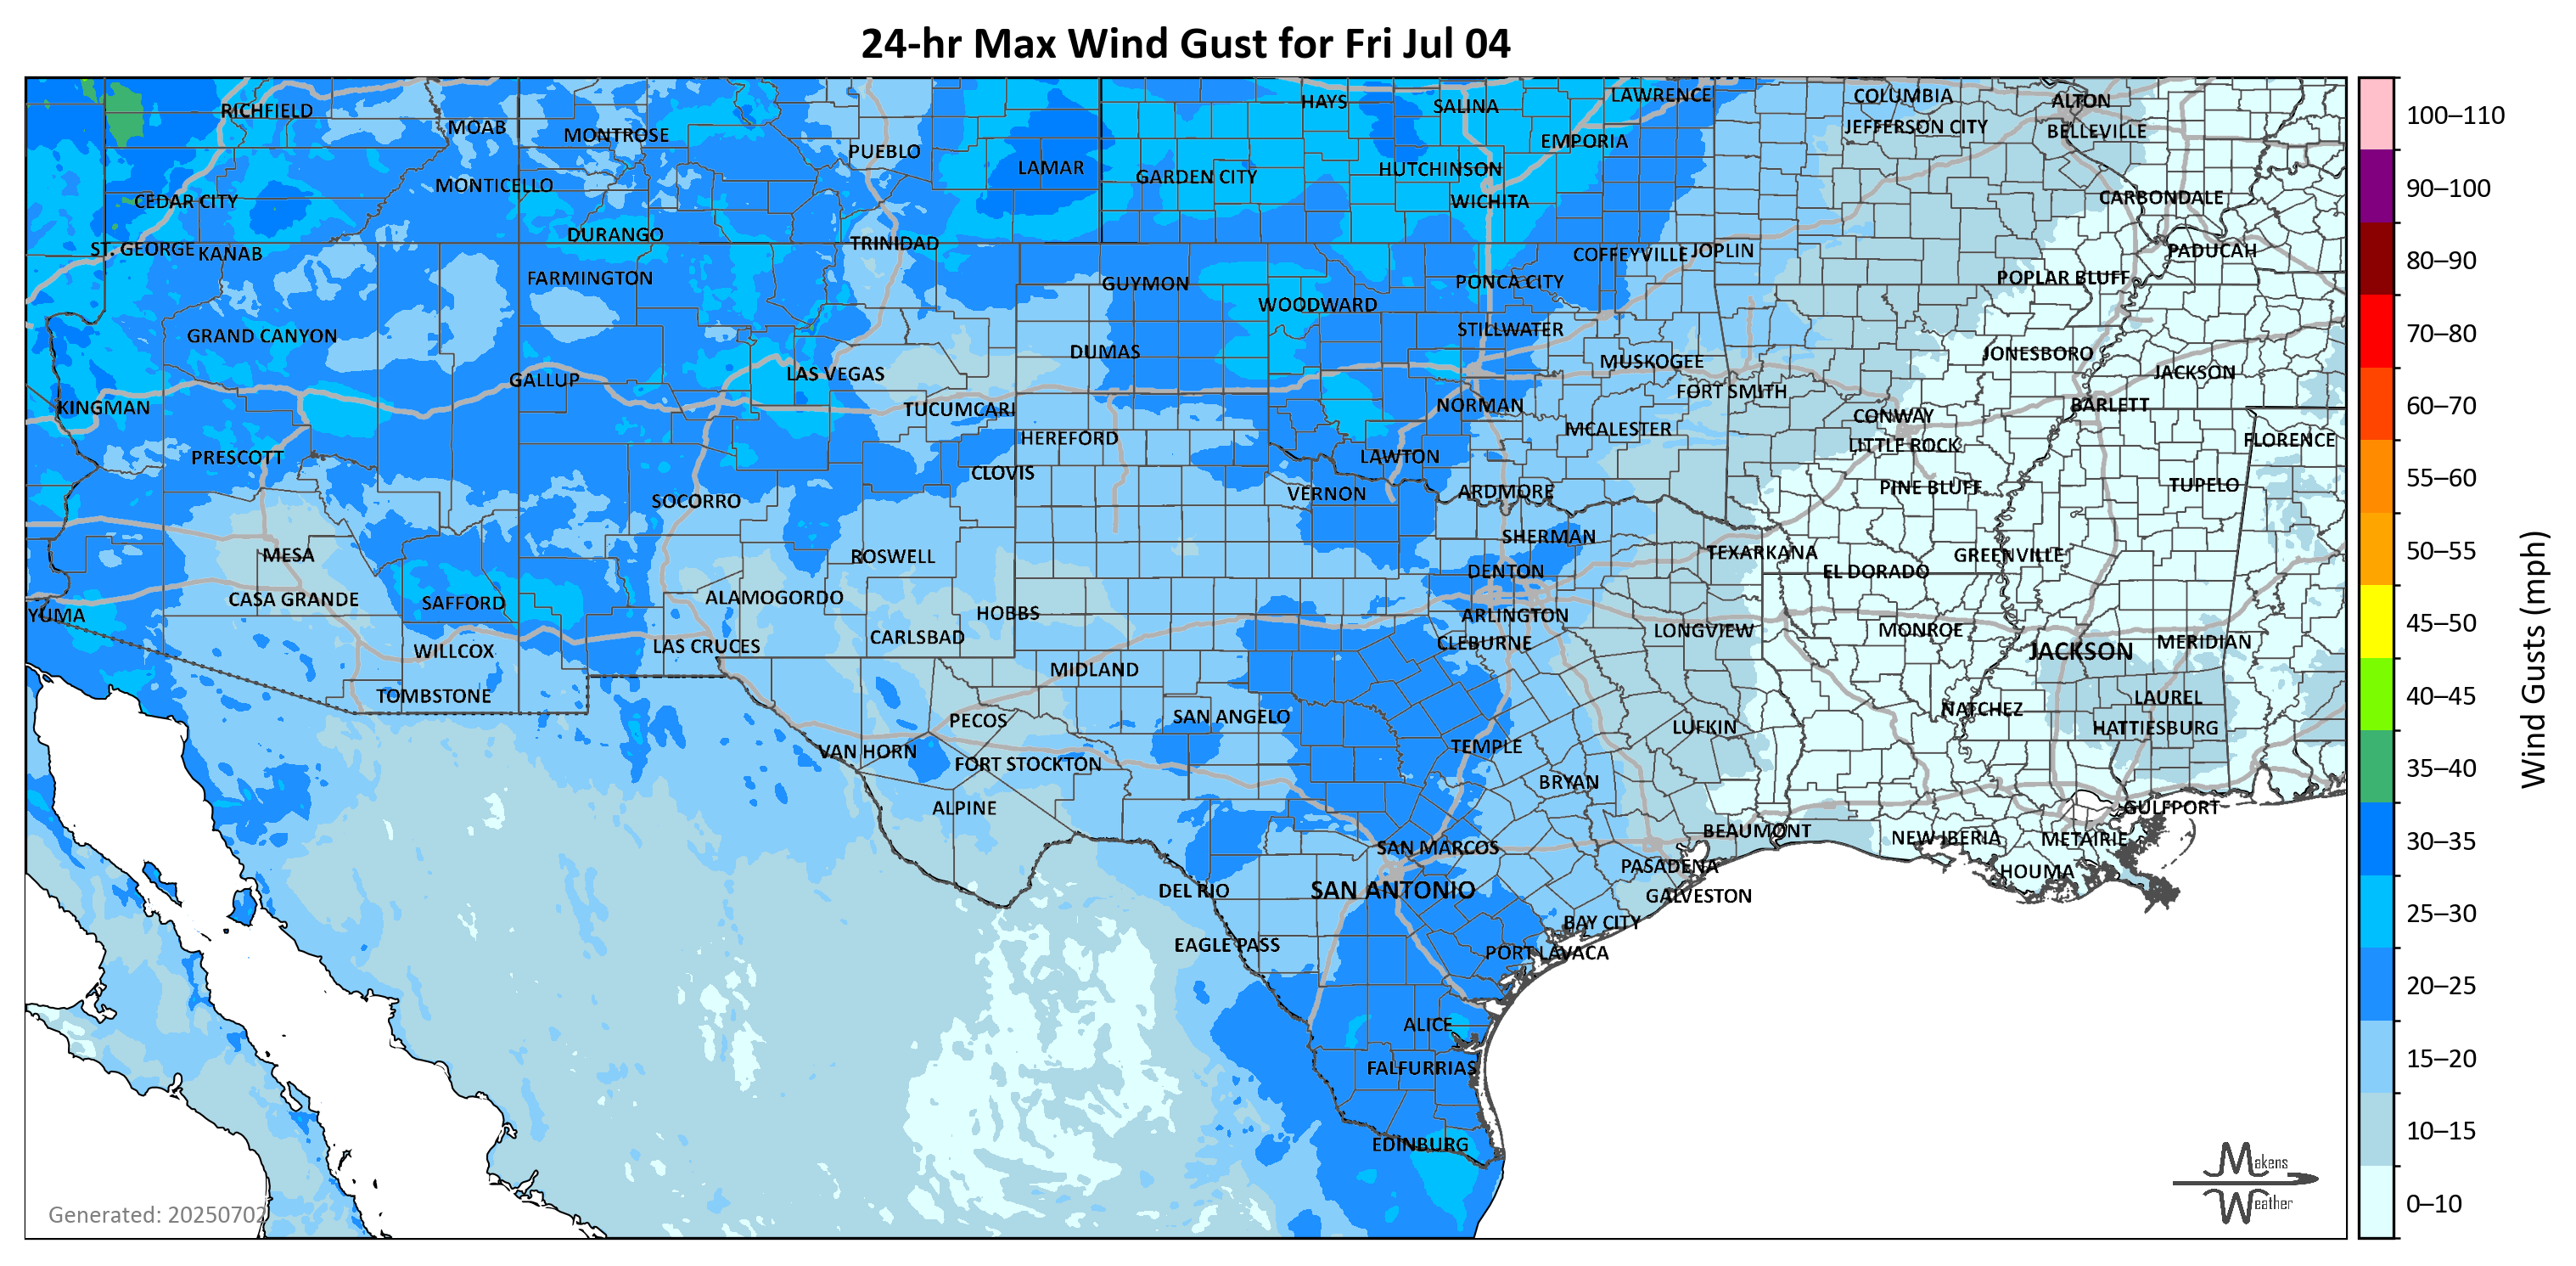 24-hr Max Wind Gust for Fri Jul 04
RICHFIELD
MOAB
MONTROSE
PUEBLO
LAMAR
HAYS
SALINA
LAWRENCE
COLUMBIA
ALTON
JEFFERSON CITY
BELLEVILLE
EMPORIA
GARDEN CITY
HUTCHINSON
WICHITA
MONTICELLO
CEDAR CITY
CARBONDALE
DURANGO
TRINIDAD
ST. GEORGE
KANAB
COFFEYVILLE
JOPLIN
PADUCAH
FARMINGTON
GUYMON
PONCA CITY
POPLAR BLUFF
WOODWARD
STILLWATER
GRAND CANYON
DUMAS
MUSKOGEE
JONESBORO
GALLUP
LAS VEGAS
FORT SMITH
JACKSON
KINGMAN
TUCUMCARI
NORMAN
CONWAY
BARLETT
HEREFORD
MCALESTER
LITTLE ROCK
FLORENCE
PRESCOTT
CLOVIS
LAWTON
SOCORRO
VERNON
ARDMORE
PINE BLUFF
TUPELO
MESA
ROSWELL
SHERMAN
TEXARKANA
GREENVILLE
DENTON
EL DORADO
CASA GRANDE
SAFFORD
ALAMOGORDO
HOBBS
ARLINGTON
YUMA
LAS CRUCES
CARLSBAD
CLEBURNE
LONGVIEW
MONROE
JACKSON
MERIDIAN
WILLCOX
MIDLAND
TOMBSTONE
LAUREL
PECOS
SAN ANGELO
NATCHEZ
LUFKIN
HATTIESBURG
VAN HORN
FORT STOCKTON
TEMPLE
BRYAN
ALPINE
GULFPORT
BEAUMONT
NEW IBERIA
METAIRIE
SAN MARCOS
PASADENA
HOUMA
DEL RIO
SAN ANTONIO
GALVESTON
BAY CITY
EAGLE PASS
PORT LAVACA
ALICE
FALFURRIAS
EDINBURG
Generated: 20250702
Makens
Weather
100–110
90–100
80–90
70–80
60–70
55–60
50–55
45–50
40–45
35–40
30–35
25–30
20–25
15–20
10–15
0–10
Wind Gusts (mph)